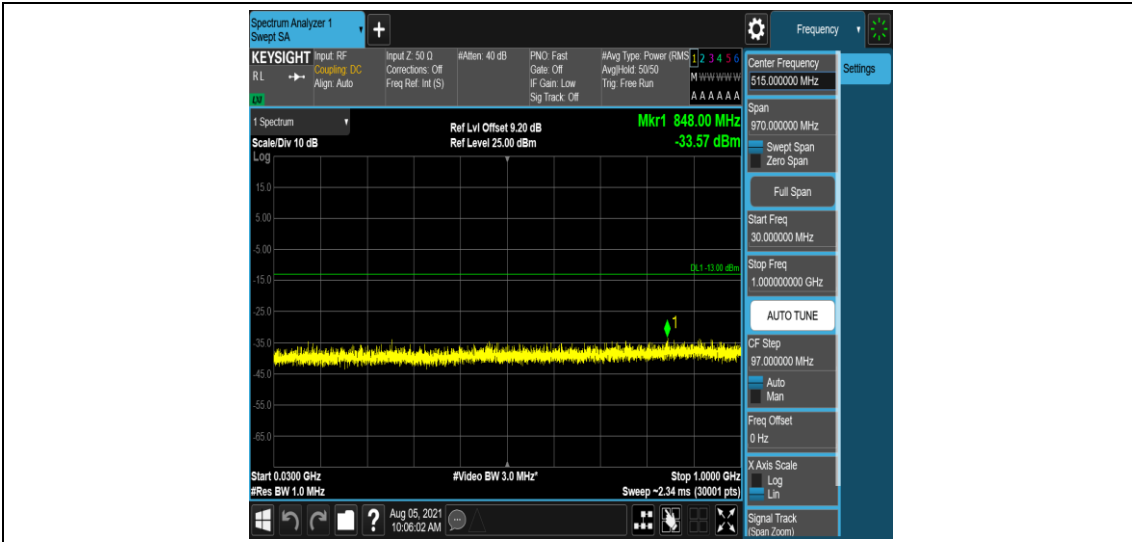 Spectrum Analyzer 1
Swept SA
+
Frequency
KEYSIGHT
RL
LXI
Input: RF
Coupling: DC
Align: Auto
Input Z: 50 Ω
Corrections: Off
Freq Ref: Int (S)
#Atten: 40 dB
PNO: Fast
Gate: Off
IF Gain: Low
Sig Track: Off
#Avg Type: Power (RMS
Avg|Hold: 50/50
Trig: Free Run
1 2 3 4 5 6
M W W W W W
A A A A A A
1 Spectrum
Scale/Div 10 dB
Log
Ref Lvl Offset 9.20 dB
Ref Level 25.00 dBm
Mkr1 848.00 MHz
-33.57 dBm
15.0
5.00
-5.00
-15.0
-25.0
-35.0
-45.0
-55.0
-65.0
DL1 -13.00 dBm
1
Start 0.0300 GHz
#Res BW 1.0 MHz
#Video BW 3.0 MHz*
Stop 1.0000 GHz
Sweep ~2.34 ms (30001 pts)
?
Aug 05, 2021
10:06:02 AM
Center Frequency
515.000000 MHz
Span
970.000000 MHz
Swept Span
Zero Span
Full Span
Start Freq
30.000000 MHz
Stop Freq
1.000000000 GHz
AUTO TUNE
CF Step
97.000000 MHz
Auto
Man
Freq Offset
0 Hz
X Axis Scale
Log
Lin
Signal Track
(Span Zoom)
Settings